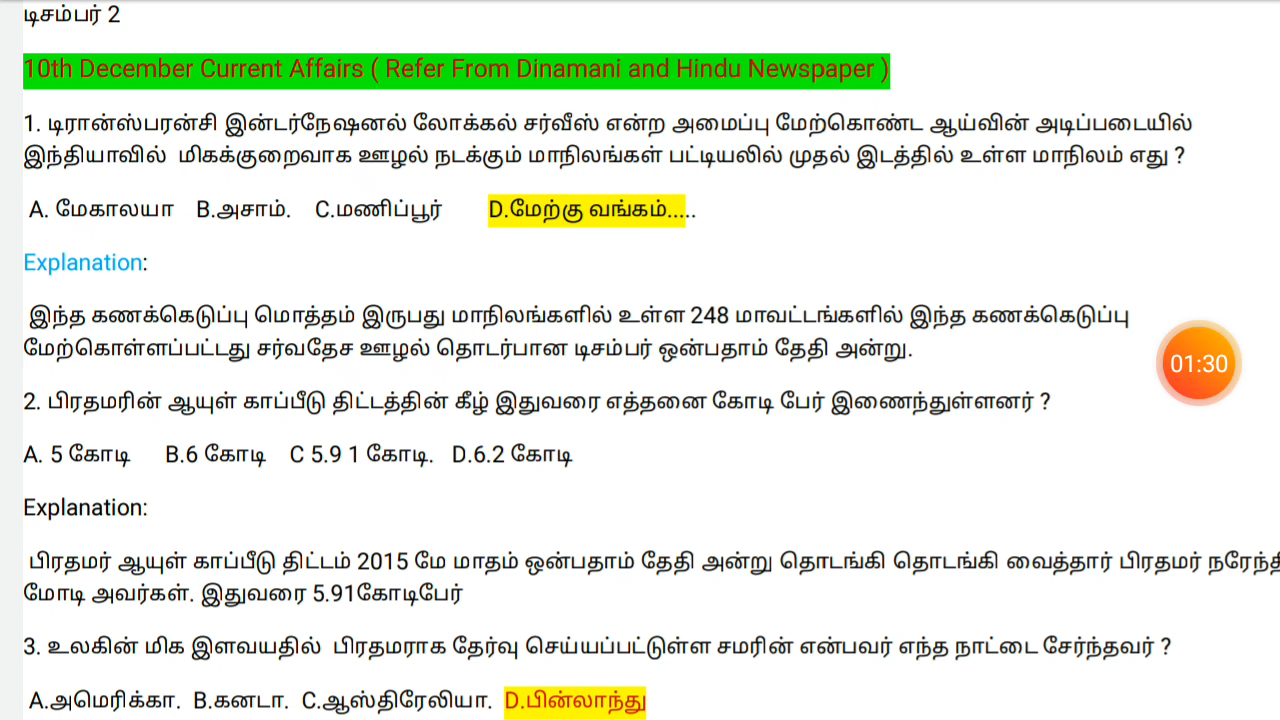 டிசம்பர் 2
10th December Current Affairs ( Refer From Dinamani and Hindu Newspaper )
1. டிரான்ஸ்பரன்சி இன்டர்நேஷனல் லோக்கல் சர்வீஸ் என்ற அமைப்பு மேற்கொண்ட ஆய்வின் அடிப்படையில்
இந்தியாவில் மிகக்குறைவாக ஊழல் நடக்கும் மாநிலங்கள் பட்டியலில் முதல் இடத்தில் உள்ள மாநிலம் எது ?
A. மேகாலயா B.அசாம். C.மணிப்பூர் D.மேற்கு வங்கம்.....
Explanation:
இந்த கணக்கெடுப்பு மொத்தம் இருபது மாநிலங்களில் உள்ள 248 மாவட்டங்களில் இந்த கணக்கெடுப்பு
மேற்கொள்ளப்பட்டது சர்வதேச ஊழல் தொடர்பான டிசம்பர் ஒன்பதாம் தேதி அன்று.
01:30
2. பிரதமரின் ஆயுள் காப்பீடு திட்டத்தின் கீழ் இதுவரை எத்தனை கோடி பேர் இணைந்துள்ளனர் ?
A. 5 கோடி B.6 கோடி C 5.9 1 கோடி. D.6.2 கோடி
Explanation:
பிரதமர் ஆயுள் காப்பீடு திட்டம் 2015 மே மாதம் ஒன்பதாம் தேதி அன்று தொடங்கி தொடங்கி வைத்தார் பிரதமர்
மோடி அவர்கள். இதுவரை 5.91கோடிபேர்
3. உலகின் மிக இளவயதில் பிரதமராக தேர்வு செய்யப்பட்டுள்ள சமரின் என்பவர் எந்த நாட்டை சேர்ந்தவர் ?
A.அமெரிக்கா. B.கனடா. C.ஆஸ்திரேலியா. D.பின்லாந்து